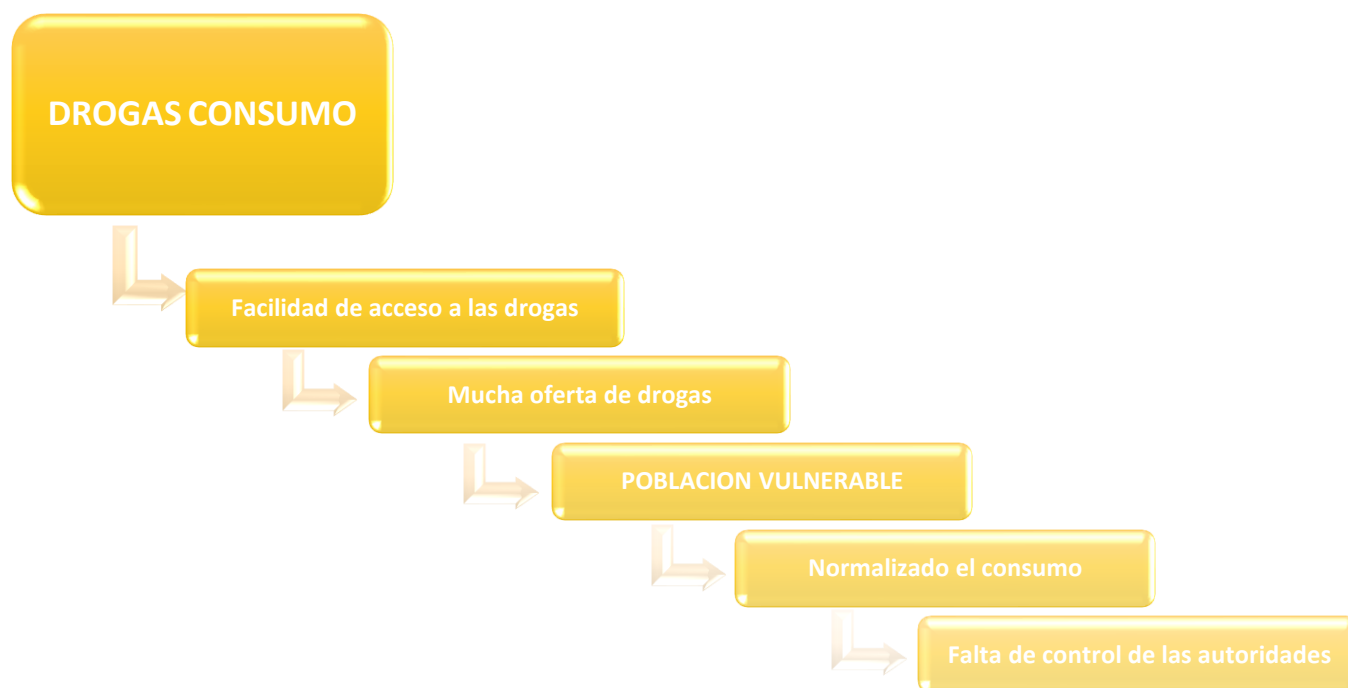 DROGAS CONSUMO
Facilidad de acceso a las drogas
Mucha oferta de drogas
POBLACION VULNERABLE
Normalizado el consumo
Falta de control de las autoridades